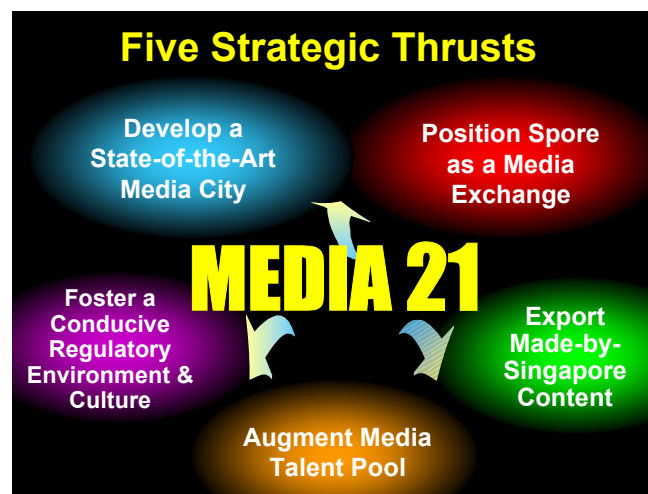 Five Strategic Thrusts
Develop a
State-of-the-Art
Media City
Position Spore
as a Media
Exchange
MEDIA 21
Foster a
Conducive
Regulatory
Environment &
Culture
Export
Made-by-
Singapore
Content
Augment Media
Talent Pool